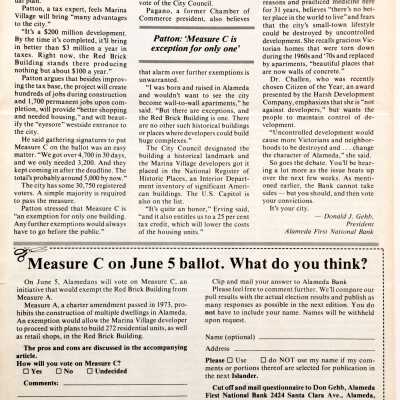 Patton, a tax expert, feels Marina
Village will bring "many advantages
to the city."
"It's a $200 million development.
By the time it's completed, it'll bring
in better than $3 million a year in
taxes. Right now, the Red Brick
Building stands there producing
nothing but about $100 a year."
Patton argues that besides improv-
ing the tax base, the project will create
hundreds of jobs during construction
and 1,700 permanent jobs upon com-
pletion, will provide "better shopping
and needed housing," and will beaut-
ify the "eyesore" westside entrance to
the city.
He said gathering signatures to put
Measure C on the ballot was an easy
matter. "We got over 4,700 in 30 days,
and we only needed 3,200. And they
kept coming in after the deadline. The
total's probably around 5,000 by now."
The city has some 30,750 registered
voters. A simple majority is required
to pass the measure.
Patton stressed that Measure C is
"an exemption for only one building.
Any further exemptions would always
have to go before the public."
vote of the City Council.
Pagano, a former Chamber of
Commerce president, also believes
Patton: 'Measure C is
exception for only one'
that alarm over further exemptions is
unwarranted.
"I was born and raised in Alameda
and wouldn't want to see the city
become wall-to-wall apartments," he
said. "But there are exceptions, and
the Red Brick Building is one. There
are no other such historical buildings
or places where developers could build
huge complexes."
The City Council designated the
building a historical landmark and
the Marina Village developers got it
placed in the National Register of
Historic Places, an Interior Depart-
ment inventory of significant Ameri-
can buildings. The U.S. Capitol is
also on the list.
"It's quite an honor," Erving said,
"and it also entitles us to a 25 per cent
tax credit, which will lower the costs
of the housing units."
reasons and practiced medicine here
for 31 years, believes "there's no bet-
ter place in the world to live" and fears
that the city's small-town lifestyle
could be destroyed by uncontrolled
development. She recalls gracious Vic-
torian homes that were torn down
during the 1960s and '70s and replaced
by apartments, "beautiful places that
are now walls of concrete."
Dr. Challen, who was recently
chosen Citizen of the Year, an award
presented by the Harsh Development
Company, emphasizes that she is "not
against developers," but wants the
people to maintain control of de-
velopment.
"Uncontrolled development would
cause more Victorians and neighbor-
hoods to be destroyed and . . . change
the character of Alameda," she said.
So goes the debate. You'll be hear-
ing a lot more as the issue heats up
over the next few weeks. As ment-
ioned earlier, the Bank cannot take
sides — but you should, and then vote
your convictions.
It's your city.
— Donald J. Gehb,
President
Alameda First National Bank
Measure C on June 5 ballot. What do you think?
On June 5, Alamedans will vote on Measure C, an
initiative that would exempt the Red Brick Building from
Measure A.
Measure A, a charter amendment passed in 1973, pro-
hibits the construction of multiple dwellings in Alameda.
An exemption would allow the Marina Village developer
to proceed with plans to build 272 residential units, as well
as retail shops, in the Red Brick Building.
The pros and cons are discussed in the accompanying
article.
How will you vote on Measure C?
□ Yes □ No □ Undecided
Comments:
Clip and mail your answer to Alameda Bank
Please feel free to comment further. We'll compare our
poll results with the actual election results and publish as
many responses as possible in the next edition. You do
not have to include your name. Names will be withheld
upon request.
Name (optional)
Address
Please □ Use □ do NOT use my name if my com-
ments or portions thereof are selected for publication in
the next Islander.
Cut off and mail questionnaire to Don Gehb, Alameda
First National Bank 2424 Santa Clara Ave., Alameda,